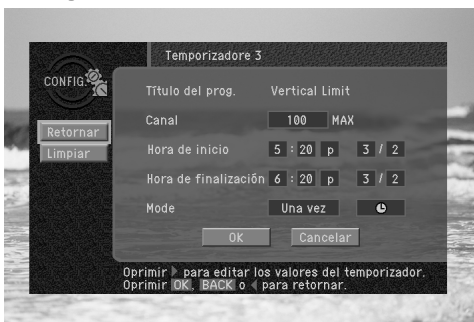 Temporizadore 3
CONFIG.
Título del prog. Vertical Limit
Canal 100 MAX
Retornar
Limpiar
Hora de inicio 5 : 20 p 3 / 2
Hora de finalización 6 : 20 p 3 / 2
Mode Una vez
OK Cancelar
Oprimir para editar los valores del temporizador.
Oprimir OK, BACK o para retornar.